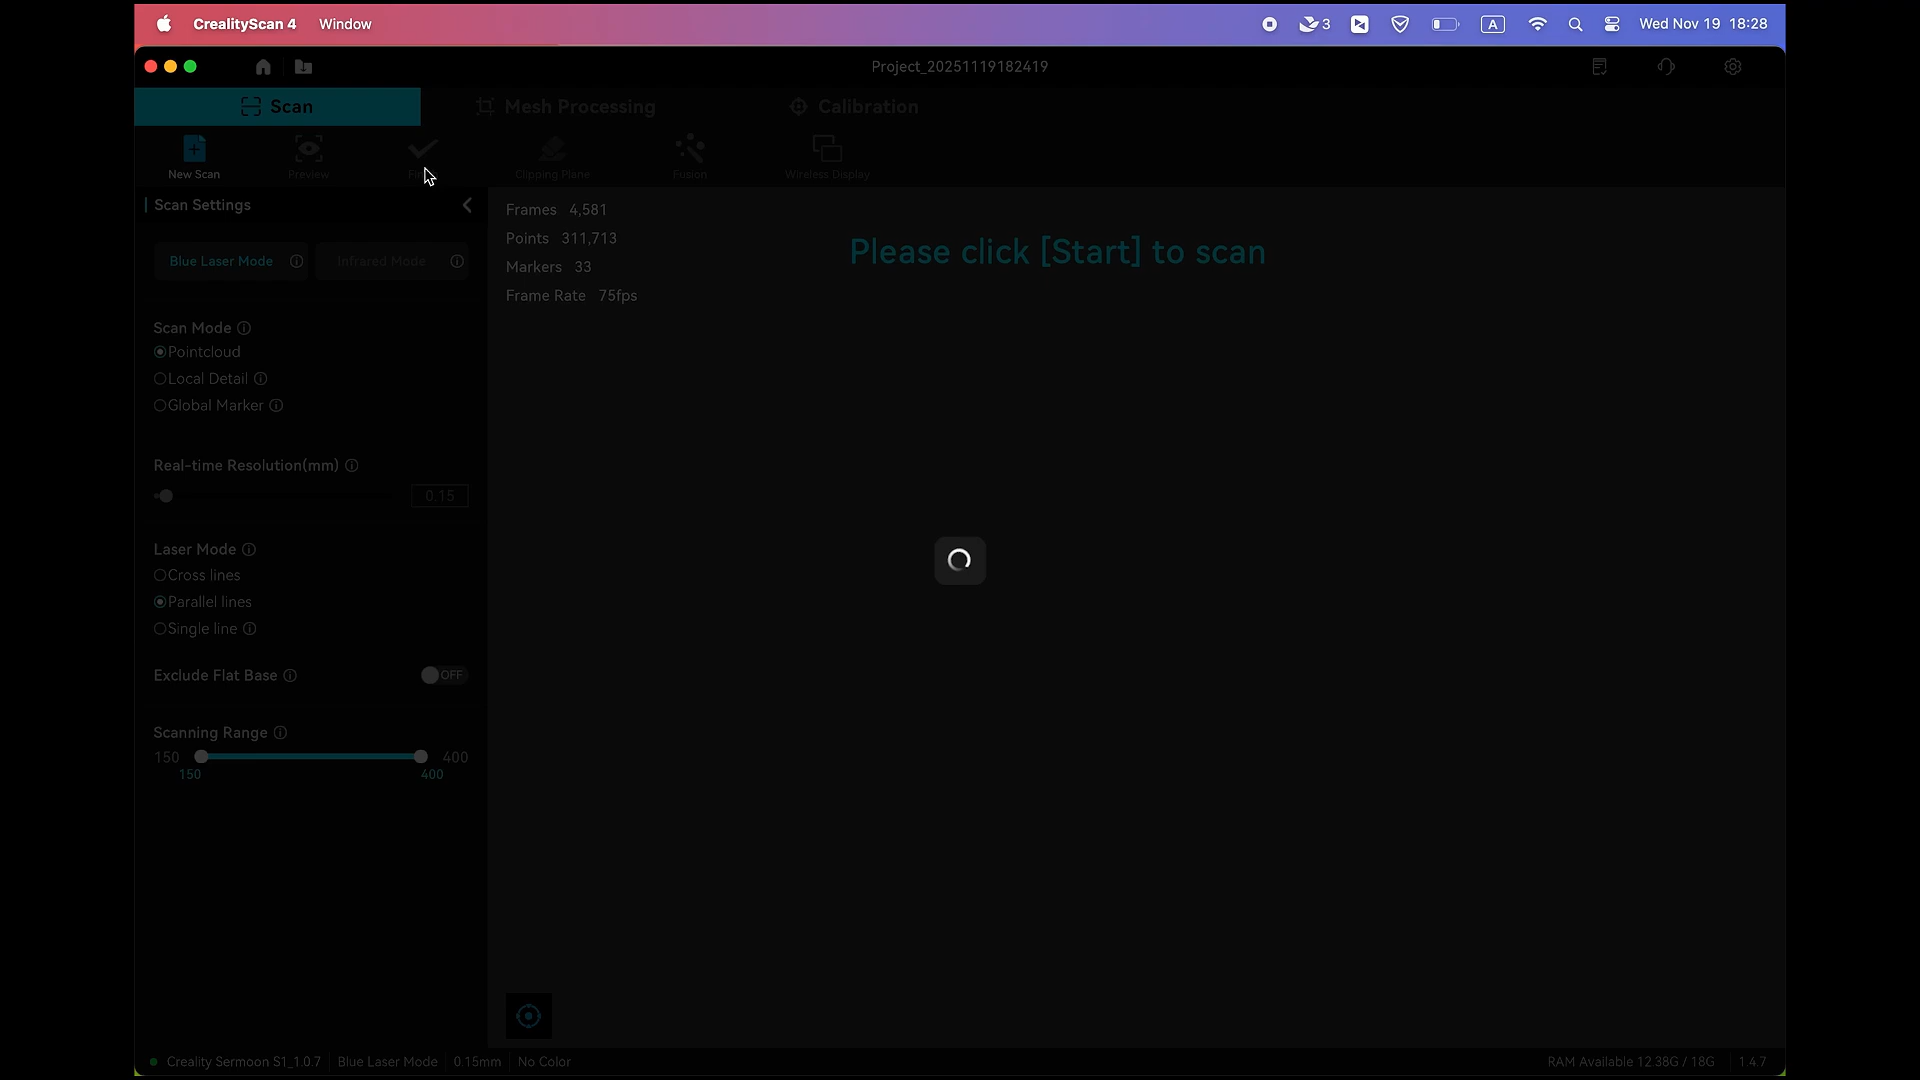 CrealityScan 4 Window
3 A Wed Nov 19 18:28
Project_20251119182419
Scan Mesh Processing Calibration
New Scan Preview Clipping Plane Fusion Wireless Display
Scan Settings
Blue Laser Mode Infrared Mode
Scan Mode
Pointcloud
Local Detail
Global Marker
Real-time Resolution(mm)
0.15
Laser Mode
Cross lines
Parallel lines
Single line
Exclude Flat Base OFF
Scanning Range
150 400
150 400
Frames 4,581
Points 311,713
Markers 33
Frame Rate 75fps
Please click [Start] to scan
Creality Sermoon S1_1.0.7 Blue Laser Mode 0.15mm No Color
RAM Available 12.38G / 18G 1.4.7